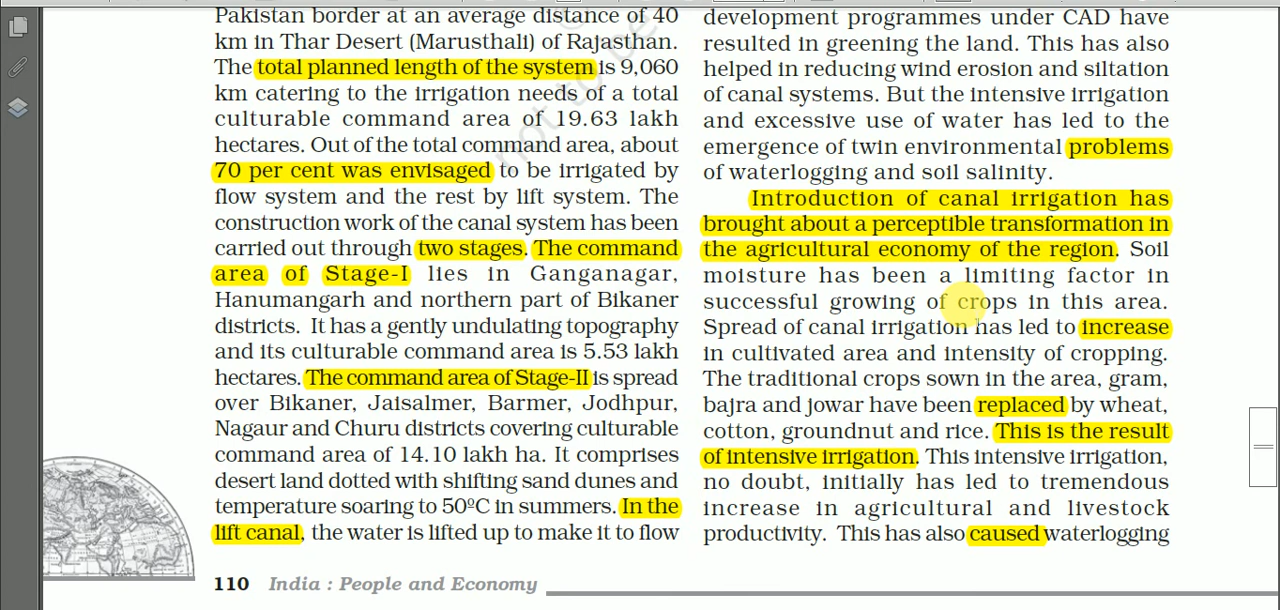 Pakistan border at an average distance of 40
km in Thar Desert (Marusthali) of Rajasthan.
The total planned length of the system is 9,060
km catering to the irrigation needs of a total
culturable command area of 19.63 lakh
hectares. Out of the total command area, about
70 per cent was envisaged to be irrigated by
flow system and the rest by lift system. The
construction work of the canal system has been
carried out through two stages. The command
area of Stage-I lies in Ganganagar,
Hanumangarh and northern part of Bikaner
districts. It has a gently undulating topography
and its culturable command area is 5.53 lakh
hectares. The command area of Stage-II is spread
over Bikaner, Jaisalmer, Barmer, Jodhpur,
Nagaur and Churu districts covering culturable
command area of 14.10 lakh ha. It comprises
desert land dotted with shifting sand dunes and
temperature soaring to 50ºC in summers. In the
lift canal, the water is lifted up to make it to flow
development programmes under CAD have
resulted in greening the land. This has also
helped in reducing wind erosion and siltation
of canal systems. But the intensive irrigation
and excessive use of water has led to the
emergence of twin environmental problems
of waterlogging and soil salinity.
Introduction of canal irrigation has
brought about a perceptible transformation in
the agricultural economy of the region. Soil
moisture has been a limiting factor in
successful growing of crops in this area.
Spread of canal irrigation has led to increase
in cultivated area and intensity of cropping.
The traditional crops sown in the area, gram,
bajra and jowar have been replaced by wheat,
cotton, groundnut and rice. This is the result
of intensive irrigation. This intensive irrigation,
no doubt, initially has led to tremendous
increase in agricultural and livestock
productivity. This has also caused waterlogging
not to be
110 India : People and Economy